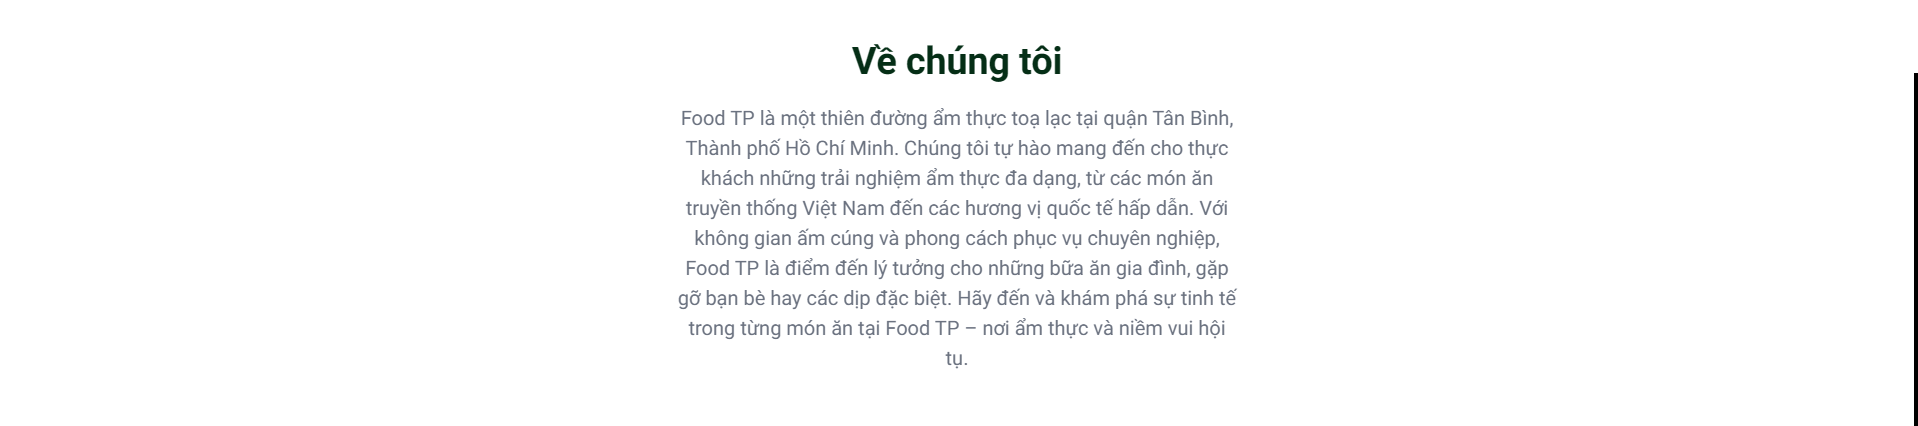 Về chúng tôi
Food TP là một thiên đường ẩm thực toạ lạc tại quận Tân Bình,
Thành phố Hồ Chí Minh. Chúng tôi tự hào mang đến cho thực
khách những trải nghiệm ẩm thực đa dạng, từ các món ăn
truyền thống Việt Nam đến các hương vị quốc tế hấp dẫn. Với
không gian ấm cúng và phong cách phục vụ chuyên nghiệp,
Food TP là điểm đến lý tưởng cho những bữa ăn gia đình, gặp
gỡ bạn bè hay các dịp đặc biệt. Hãy đến và khám phá sự tinh tế
trong từng món ăn tại Food TP – nơi ẩm thực và niềm vui hội
tụ.